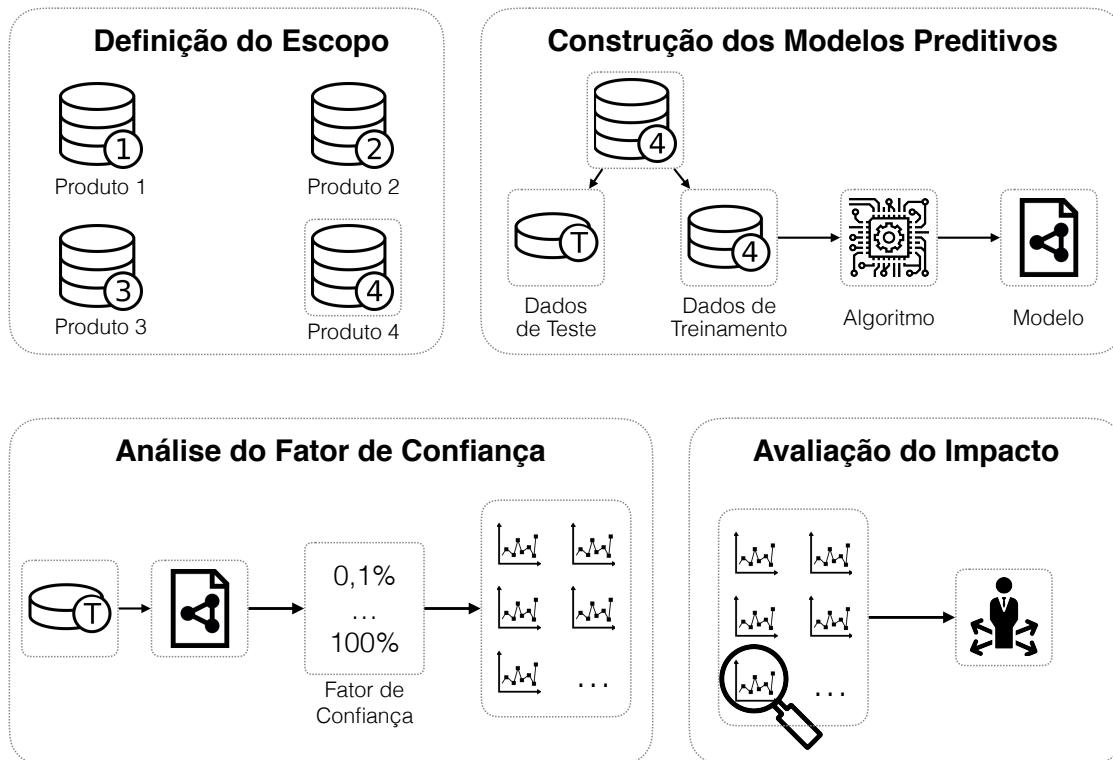 Definição do Escopo
1
2
Produto 1
Produto 2
3
4
Produto 3
Produto 4
Construção dos Modelos Preditivos
4
T
4
Dados
de Teste
Dados de
Treinamento
Algoritmo
Modelo
Análise do Fator de Confiança
T
0,1%
...
100%
Fator de
Confiança
...
Avaliação do Impacto
...